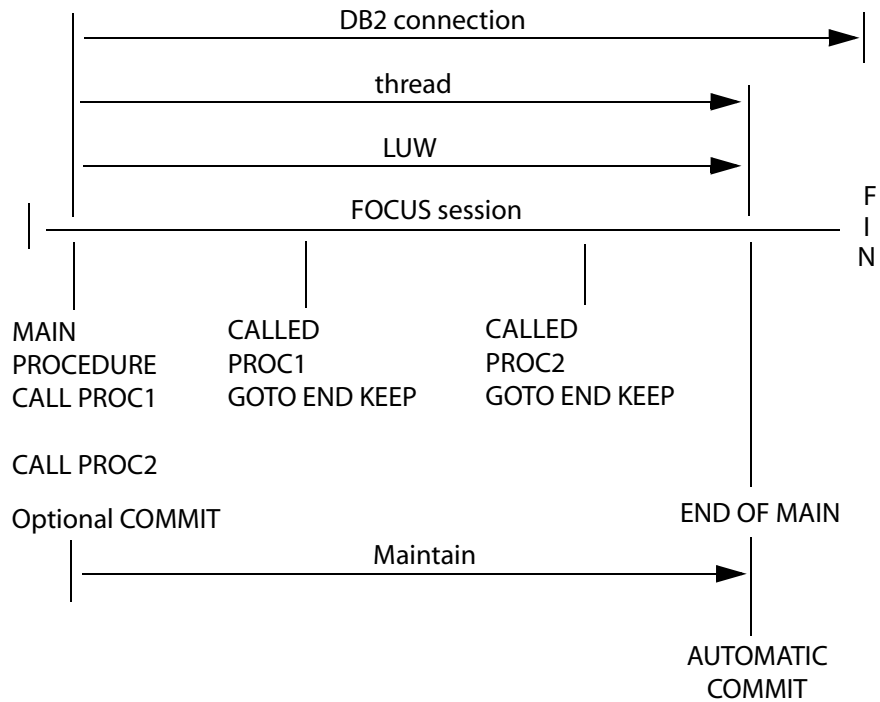 DB2 connection
thread
LUW
FOCUS session
F
I
N
MAIN
PROCEDURE
CALL PROC1
CALL PROC2
Optional COMMIT
CALLED
PROC1
GOTO END KEEP
CALLED
PROC2
GOTO END KEEP
END OF MAIN
Maintain
AUTOMATIC
COMMIT